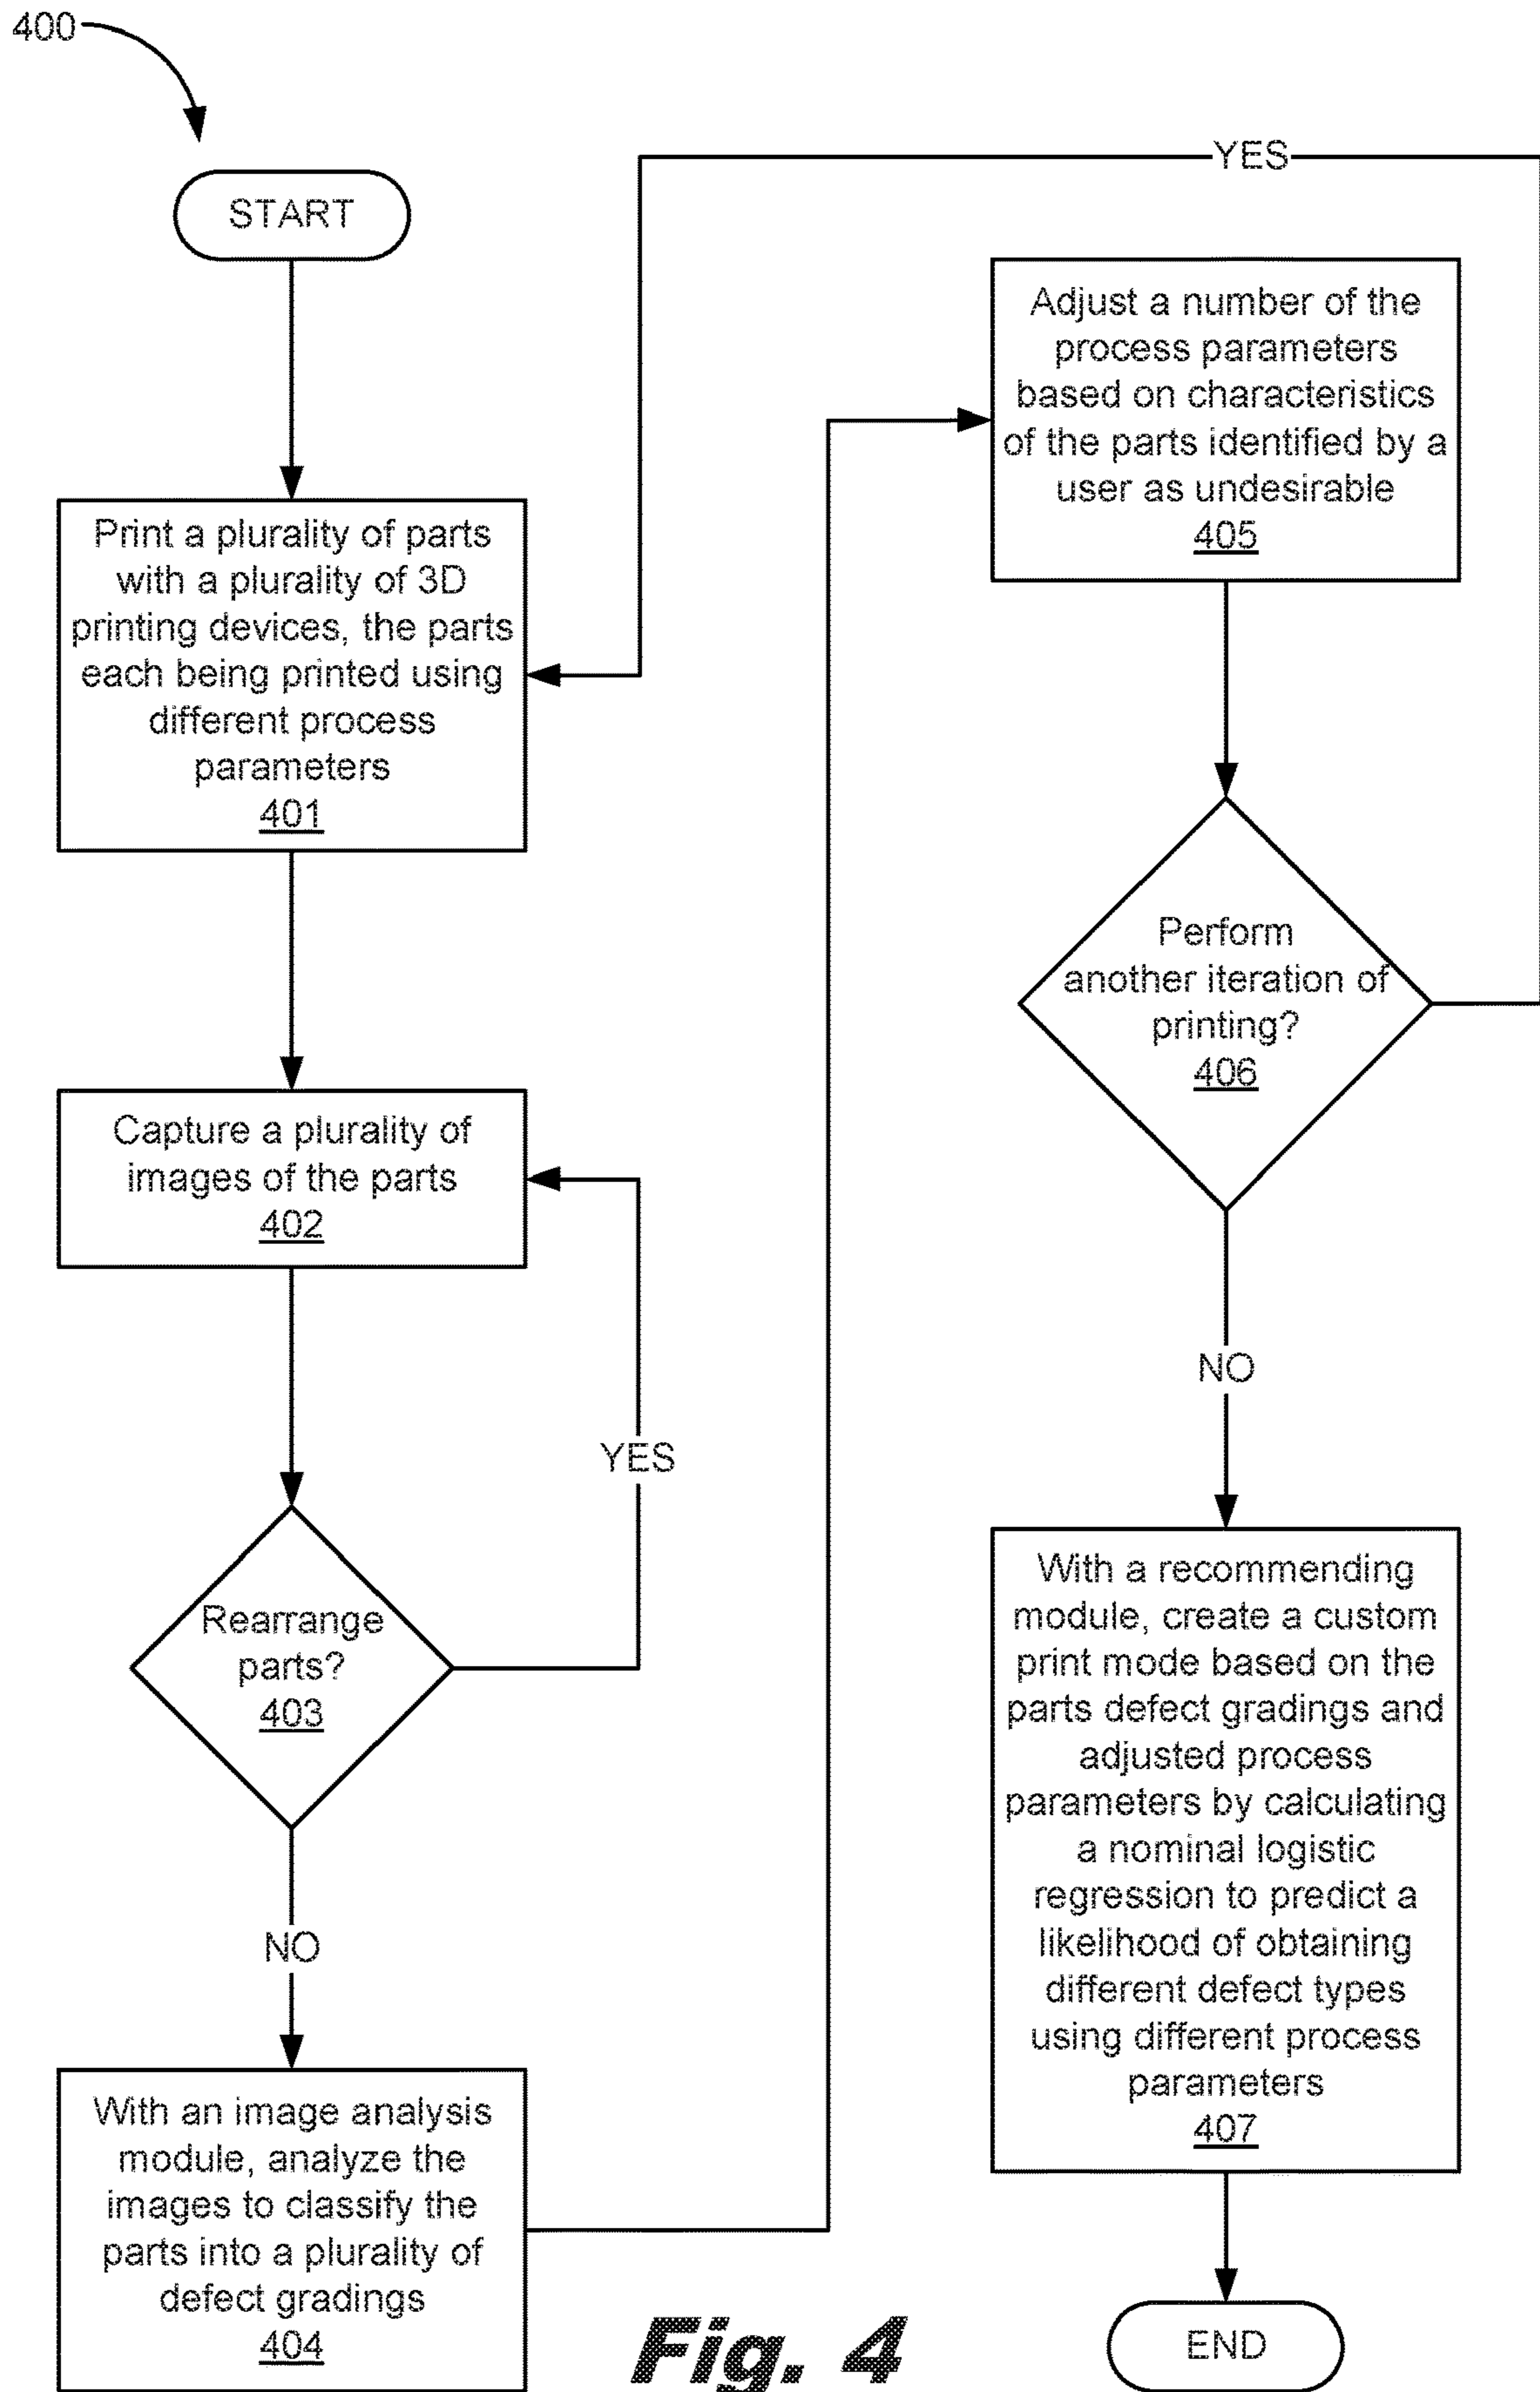 400
START
Print a plurality of parts
with a plurality of 3D
printing devices, the parts
each being printed using
different process
parameters
401
Capture a plurality of
images of the parts
402
YES
Rearrange
parts?
403
NO
With an image analysis
module, analyze the
images to classify the
parts into a plurality of
defect gradings
404
YES
Adjust a number of the
process parameters
based on characteristics
of the parts identified by a
user as undesirable
405
Perform
another iteration of
printing?
406
NO
With a recommending
module, create a custom
print mode based on the
parts defect gradings and
adjusted process
parameters by calculating
a nominal logistic
regression to predict a
likelihood of obtaining
different defect types
using different process
parameters
407
END
Fig. 4